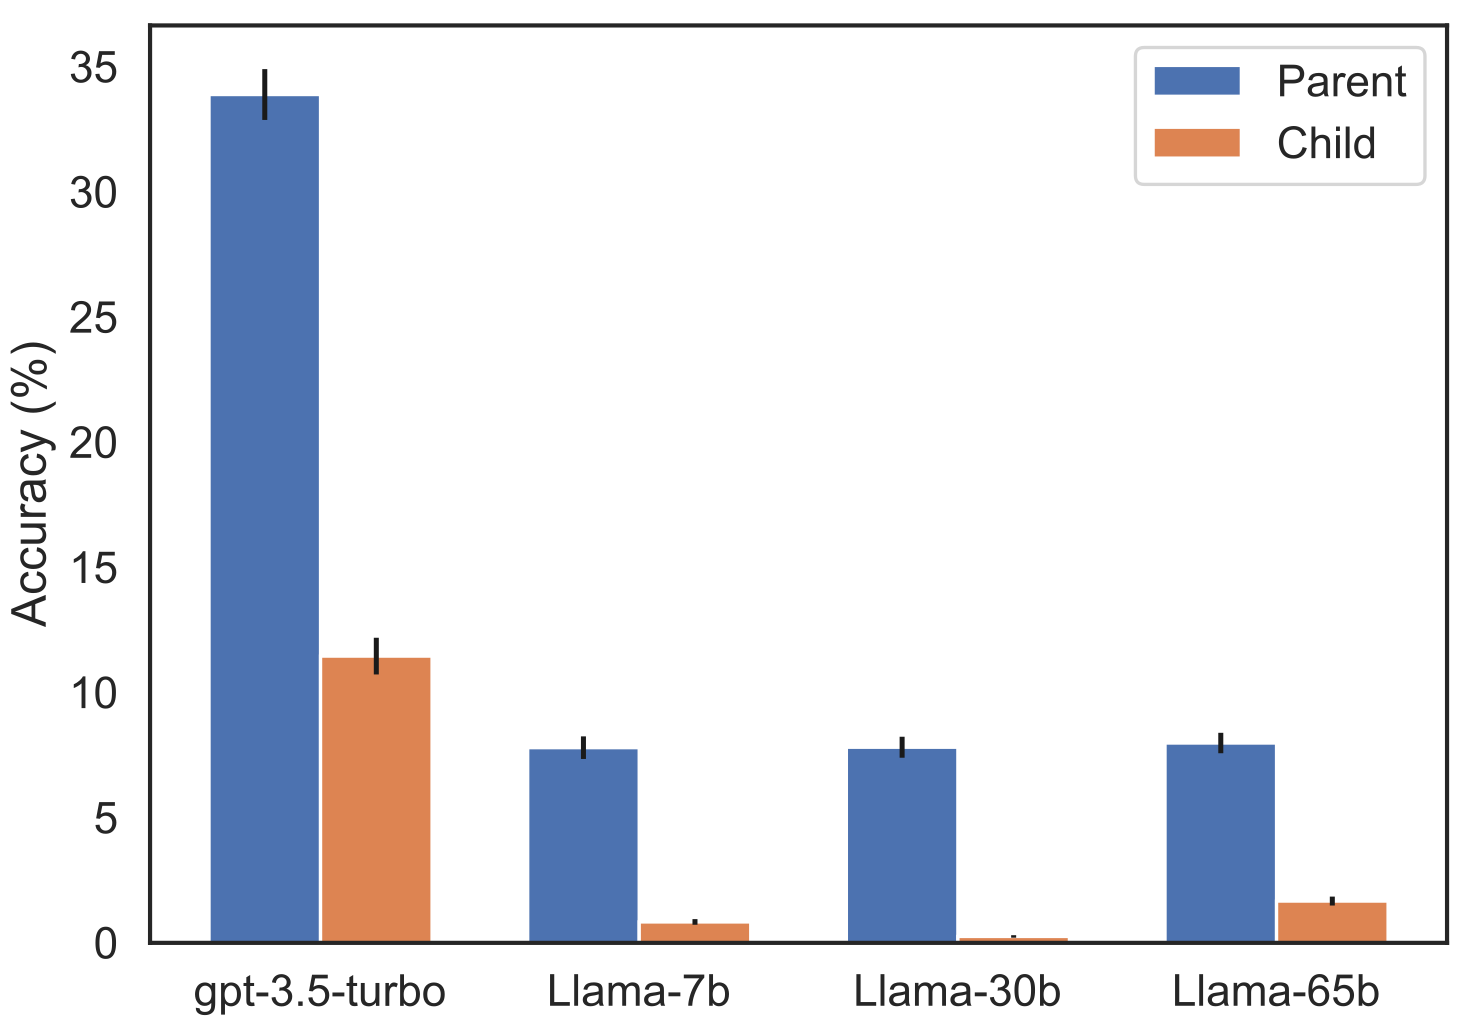 Accuracy (%)
35
30
25
20
15
10
5
0
Parent
Child
gpt-3.5-turbo
Llama-7b
Llama-30b
Llama-65b